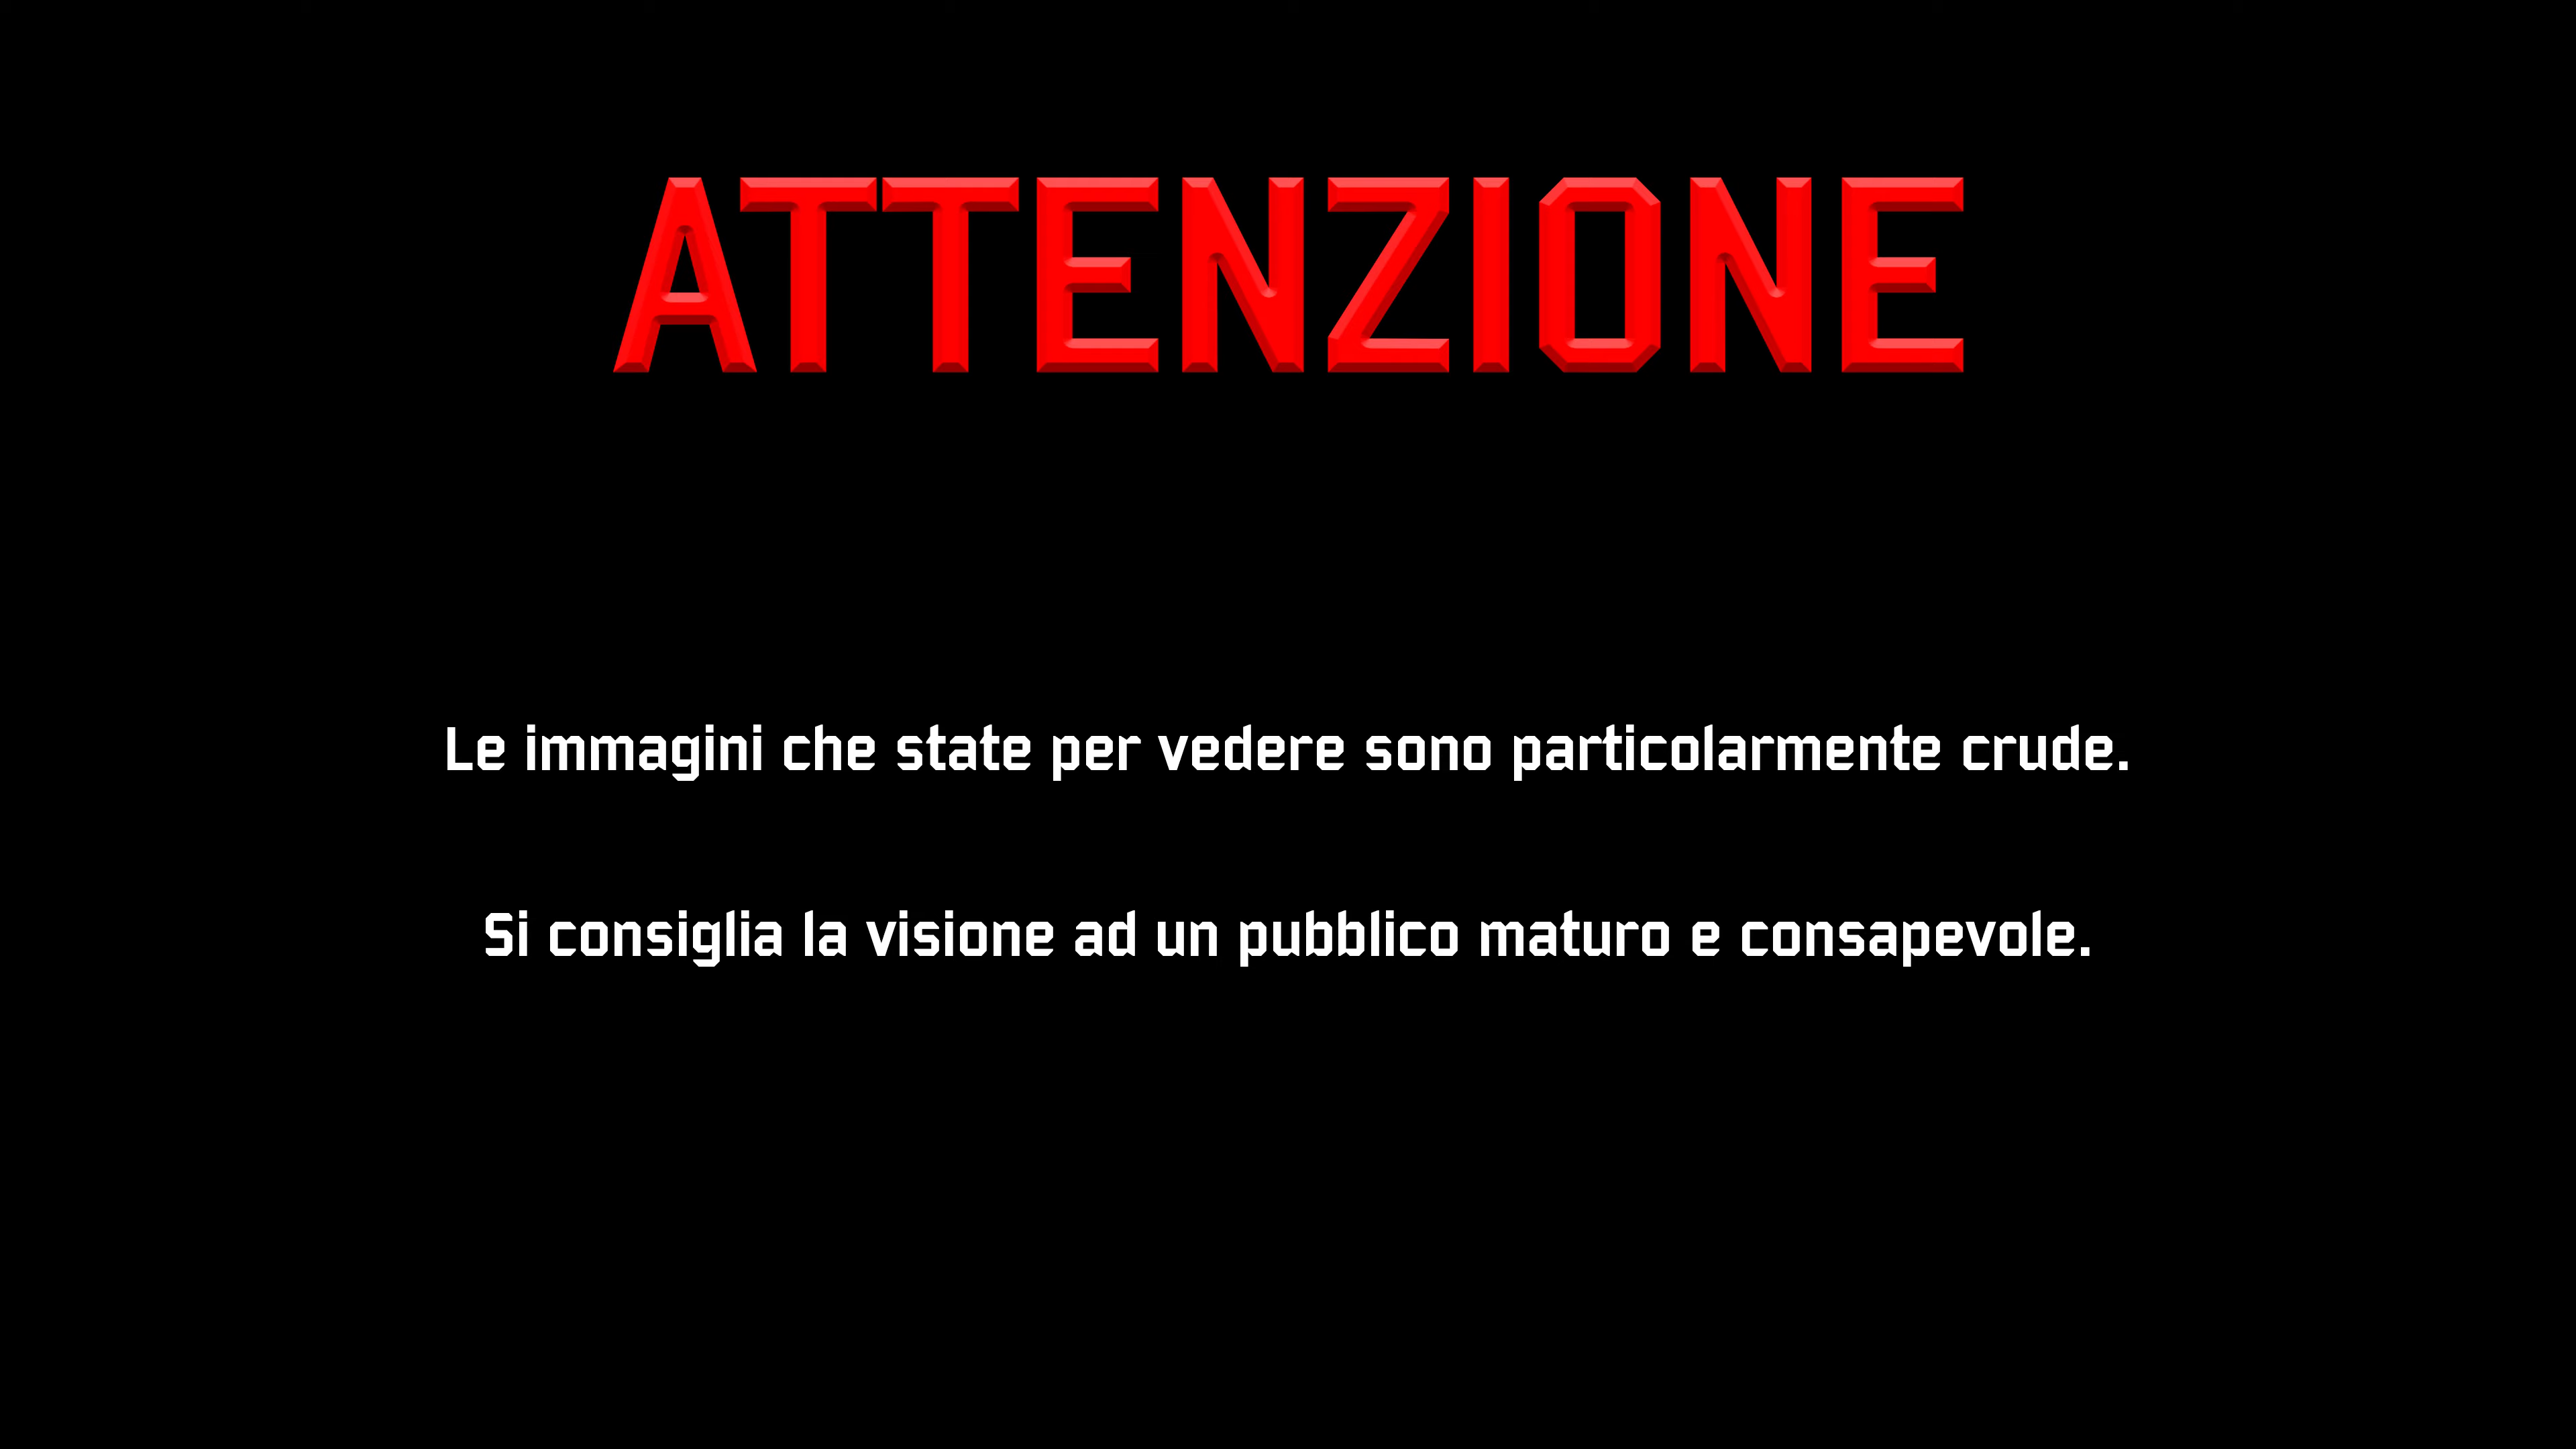 ATTENZIONE
Le immagini che state per vedere sono particolarmente crude.
Si consiglia la visione ad un pubblico maturo e consapevole.